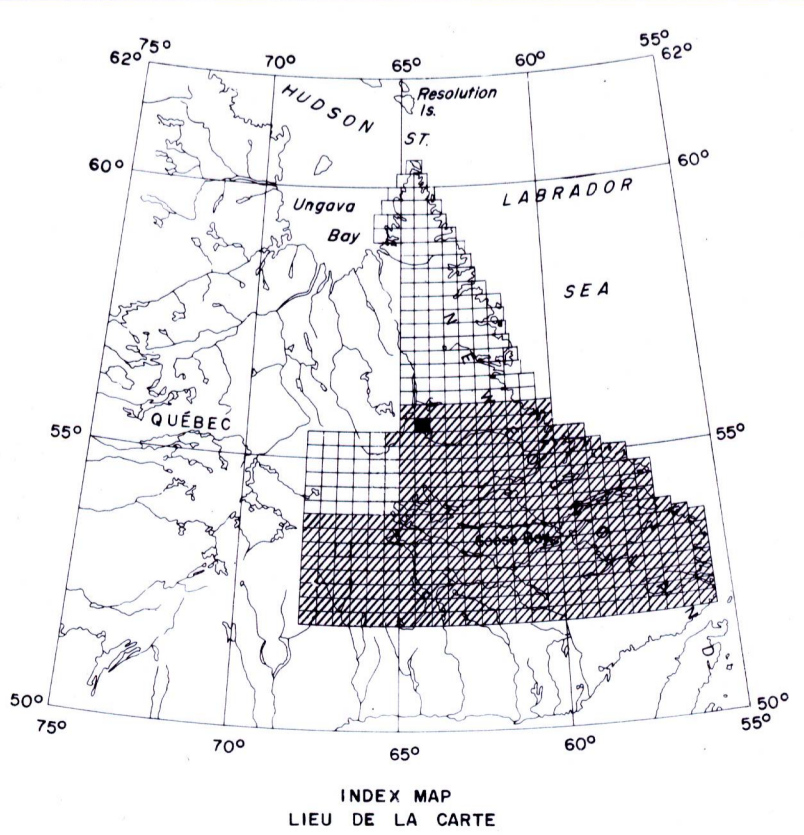 75° 70° 65° 60° 55°
62° 62°
HUDSON
Resolution
Is.
ST.
60° 60°
LABRADOR
Ungava
Bay
SEA
QUÉBEC
55° 55°
Goose Bay
50° 50°
75° 70° 65° 60° 55°
INDEX MAP
LIEU DE LA CARTE